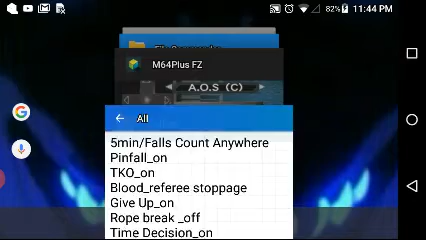 82% 11:44 PM
M64Plus FZ
A.O.S (C)
All
5min/Falls Count Anywhere
Pinfall_on
TKO_on
Blood_referee stoppage
Give Up_on
Rope break _off
Time Decision_on